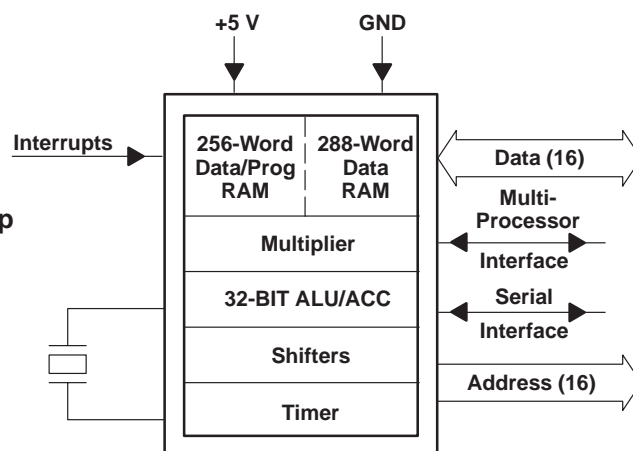 +5 V
GND
Interrupts
256-Word
Data/Prog
RAM
288-Word
Data
RAM
Data (16)
Multi-
Processor
Interface
p
Multiplier
32-BIT ALU/ACC
Serial
Interface
Shifters
Address (16)
Timer